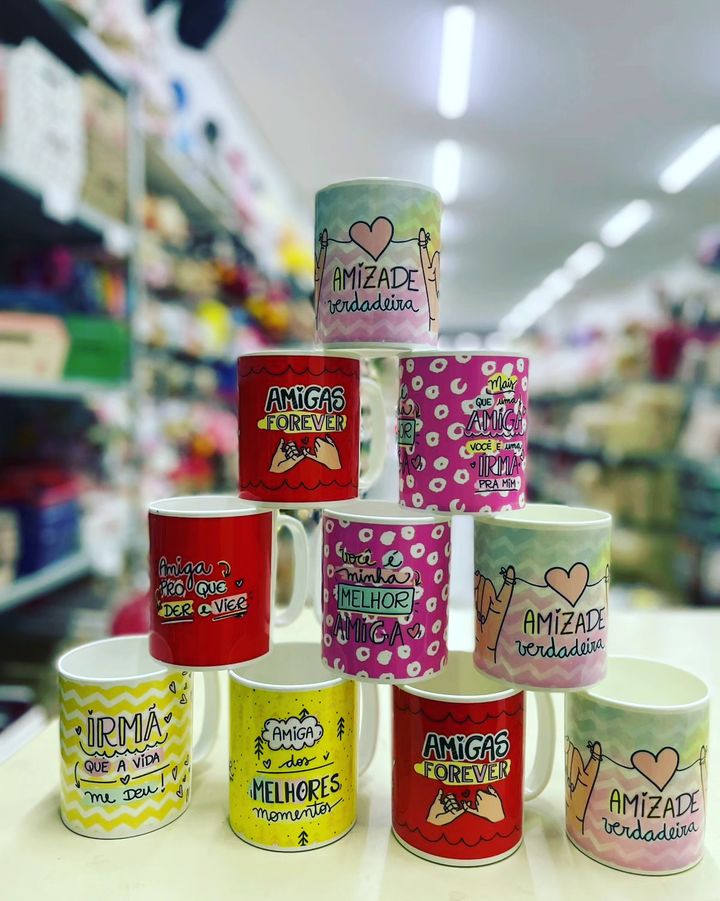 AMIZADE
verdadeira
AMIGAS
FOREVER
Mais
QUE uma
AMIGA
VOCÊ E uma
IRMÃ
PRA MIM
Amiga
PRO QUE
DER e VIER
Você é
minha
MELHOR
AMIGA
AMIZADE
verdadeira
IRMÃ
QUE A VIDA
me Deu!
AMIGA
dos
MELHORES
momentos
AMIGAS
FOREVER
AMIZADE
verdadeira